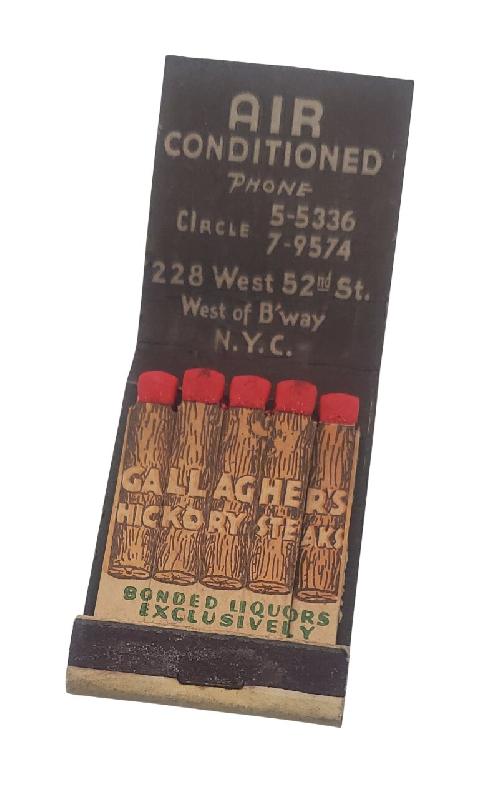 AIR
CONDITIONED
PHONE
CIRCLE 5-5336
7-9574
228 West 52nd St.
West of B'way
N.Y.C.
GALLAGHER'S
HICKORY STEAKS
BONDED LIQUORS
EXCLUSIVELY